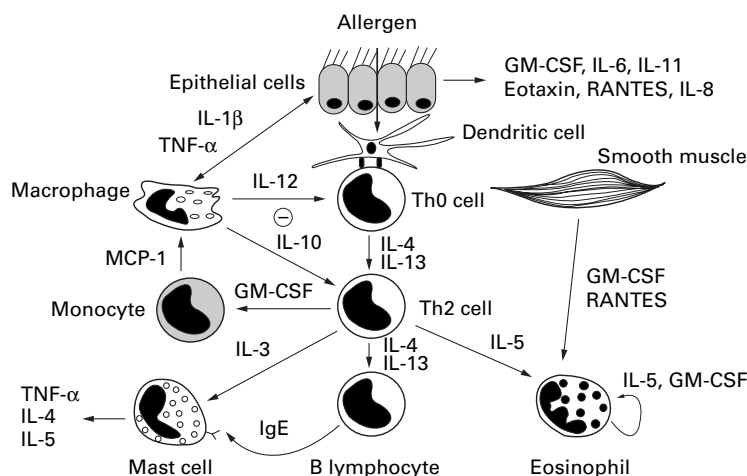 Allergen
GM-CSF, IL-6, IL-11
Eotaxin, RANTES, IL-8
Epithelial cells
IL-1β
TNF-α
Dendritic cell
Smooth muscle
Macrophage
IL-12
Th0 cell
−
IL-10
IL-4
IL-13
MCP-1
GM-CSF
GM-CSF
RANTES
Monocyte
Th2 cell
IL-3
IL-4
IL-13
IL-5
IL-5, GM-CSF
TNF-α
IL-4
IL-5
IgE
Mast cell
B lymphocyte
Eosinophil